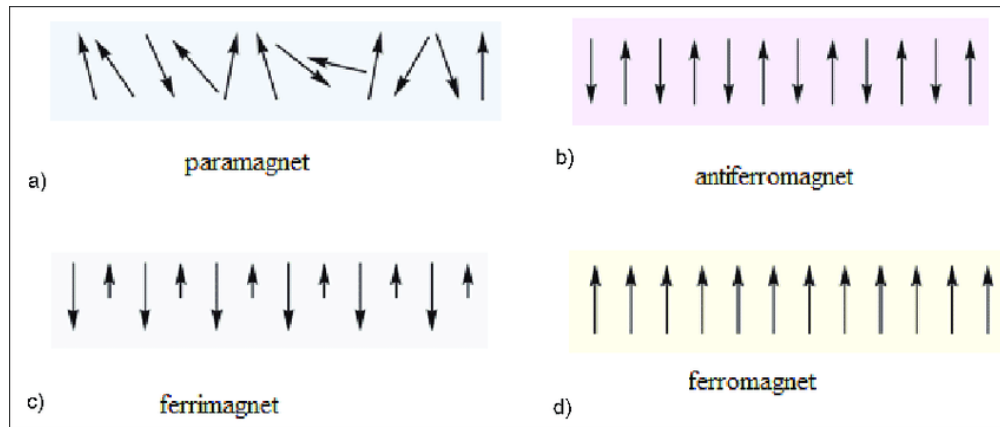 paramagnet
a)
b)
antiferromagnet
c)
ferrimagnet
d)
ferromagnet